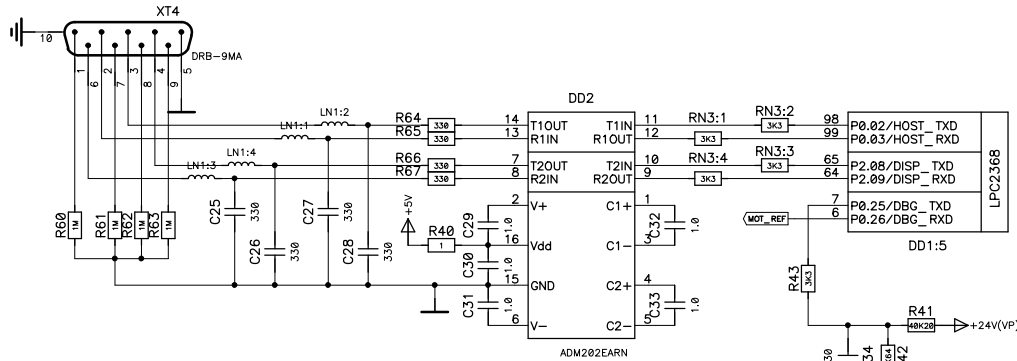 XT4
10
DRB-9MA
1
6
2
7
3
8
4
9
5
DD2
LN1:2
LN1:1
LN1:4
LN1:3
R64
R65
R66
R67
330
330
330
330
14
13
7
8
T1OUT
R1IN
T2OUT
R2IN
T1IN
R1OUT
T2IN
R2OUT
11
12
10
9
RN3:1
RN3:2
RN3:3
RN3:4
3K3
3K3
3K3
3K3
98
99
65
64
P0.02/HOST_TXD
P0.03/HOST_RXD
P2.08/DISP_TXD
P2.09/DISP_RXD
LPC2368
7
6
P0.25/DBG_TXD
P0.26/DBG_RXD
MOT_REF
DD1:5
R60
1M
R61
1M
R62
1M
R63
1M
C25
330
C26
330
C27
330
C28
330
+5V
R40
1
C29
1.0
C30
1.0
C31
1.0
2
16
15
6
V+
Vdd
GND
V-
C1+
C1-
C2+
C2-
1
3
4
5
C32
1.0
C33
1.0
ADM202EARN
R43
3K3
R41
40K20
+24V(VP)
30
34
K64
42